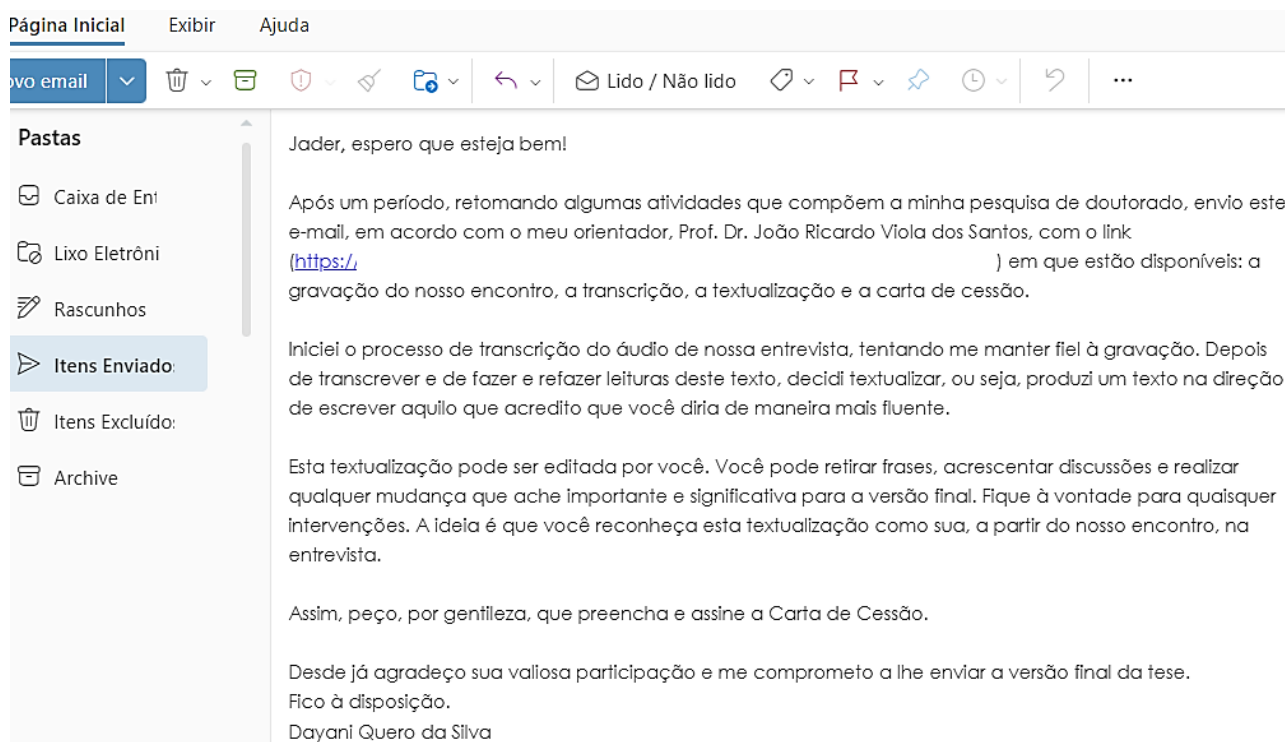 Página Inicial Exibir Ajuda
ovo email Lido / Não lido ...
Pastas
Caixa de Ent
Lixo Eletrôni
Rascunhos
Itens Enviado
Itens Excluído
Archive
Jader, espero que esteja bem!
Após um período, retomando algumas atividades que compõem a minha pesquisa de doutorado, envio este
e-mail, em acordo com o meu orientador, Prof. Dr. João Ricardo Viola dos Santos, com o link
(https:// ) em que estão disponíveis: a
gravação do nosso encontro, a transcrição, a textualização e a carta de cessão.
Iniciei o processo de transcrição do áudio de nossa entrevista, tentando me manter fiel à gravação. Depois
de transcrever e de fazer e refazer leituras deste texto, decidi textualizar, ou seja, produzi um texto na direção
de escrever aquilo que acredito que você diria de maneira mais fluente.
Esta textualização pode ser editada por você. Você pode retirar frases, acrescentar discussões e realizar
qualquer mudança que ache importante e significativa para a versão final. Fique à vontade para quaisquer
intervenções. A ideia é que você reconheça esta textualização como sua, a partir do nosso encontro, na
entrevista.
Assim, peço, por gentileza, que preencha e assine a Carta de Cessão.
Desde já agradeço sua valiosa participação e me comprometo a lhe enviar a versão final da tese.
Fico à disposição.
Dayani Quero da Silva